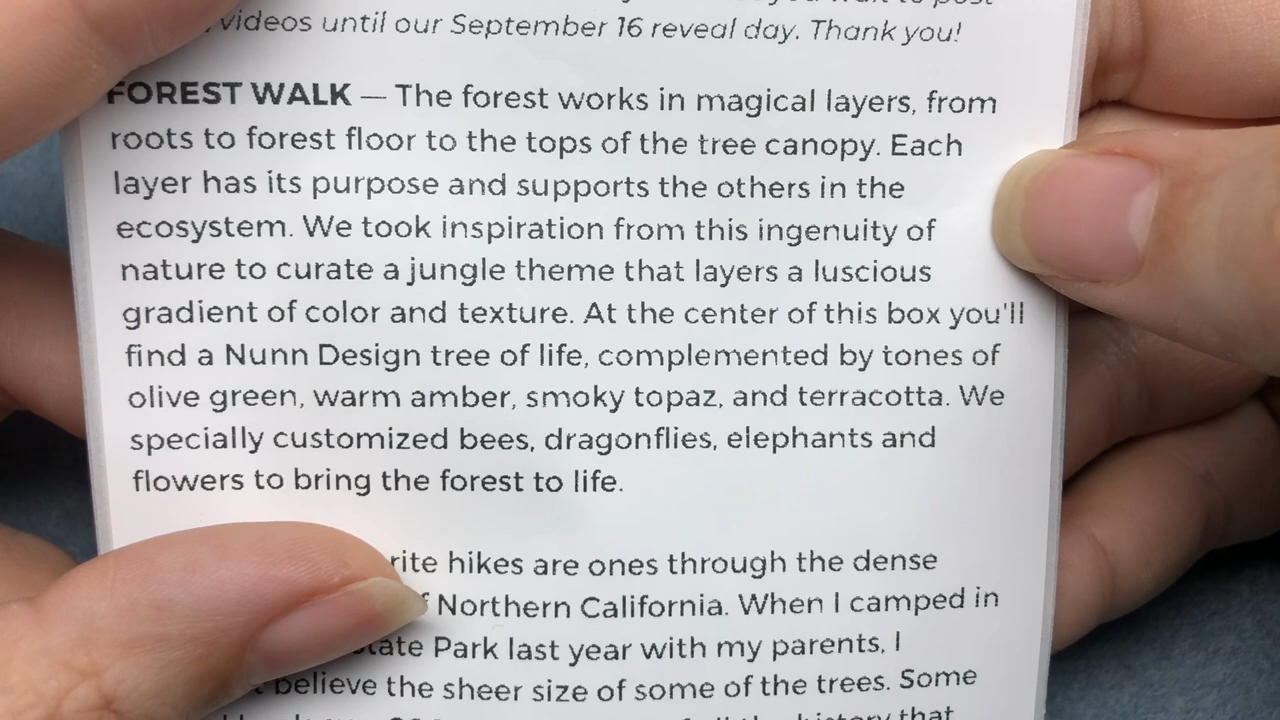 videos until our September 16 reveal day. Thank you!
FOREST WALK — The forest works in magical layers, from
roots to forest floor to the tops of the tree canopy. Each
layer has its purpose and supports the others in the
ecosystem. We took inspiration from this ingenuity of
nature to curate a jungle theme that layers a luscious
gradient of color and texture. At the center of this box you'll
find a Nunn Design tree of life, complemented by tones of
olive green, warm amber, smoky topaz, and terracotta. We
specially customized bees, dragonflies, elephants and
flowers to bring the forest to life.
hikes are ones through the dense
Northern California. When I camped in
State Park last year with my parents, I
believe the sheer size of some of the trees. Some
history that